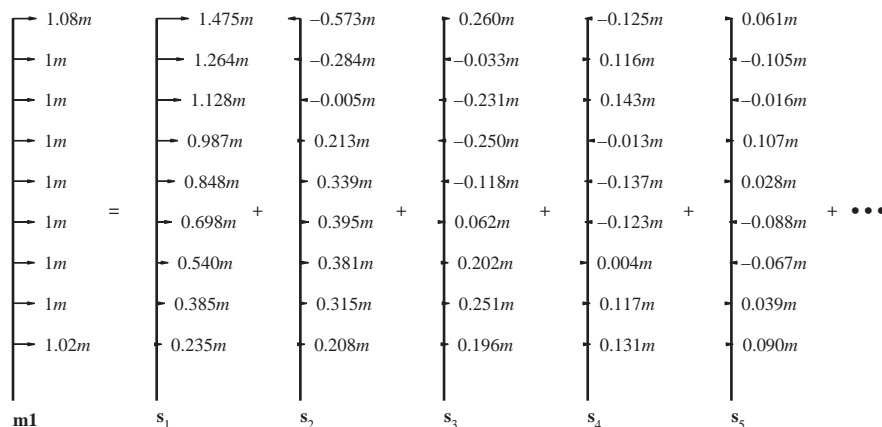 1.08m 1.475m −0.573m 0.260m −0.125m 0.061m
1m 1.264m −0.284m −0.033m 0.116m −0.105m
1m 1.128m −0.005m −0.231m 0.143m −0.016m
1m 0.987m 0.213m −0.250m −0.013m 0.107m
1m 0.848m 0.339m −0.118m −0.137m 0.028m
1m = 0.698m + 0.395m + 0.062m + −0.123m + −0.088m + •••
1m 0.540m 0.381m 0.202m 0.004m −0.067m
1m 0.385m 0.315m 0.251m 0.117m 0.039m
1.02m 0.235m 0.208m 0.196m 0.131m 0.090m
m1 s₁ s₂ s₃ s₄ s₅